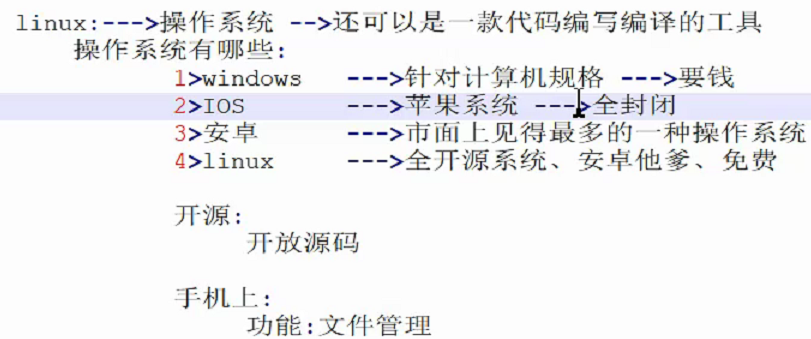 linux:--->操作系统 -->还可以是一款代码编写编译的工具
操作系统有哪些:
1>windows --->针对计算机规格 --->要钱
2>IOS --->苹果系统 --->全封闭
3>安卓 --->市面上见得最多的一种操作系统
4>linux --->全开源系统、安卓他爹、免费
开源:
开放源码
手机上:
功能:文件管理